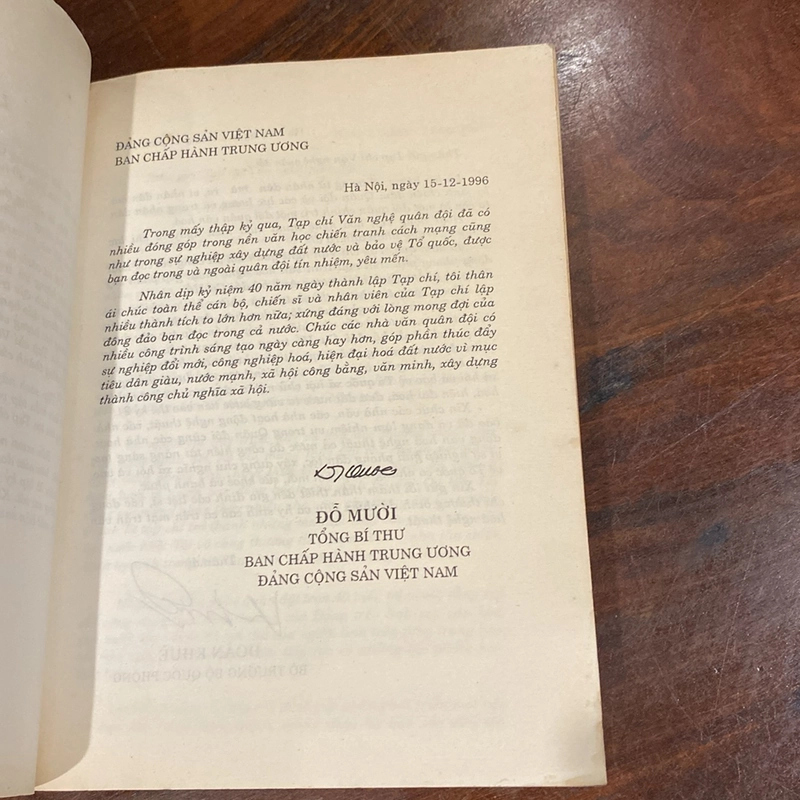 ĐẢNG CỘNG SẢN VIỆT NAM
BAN CHẤP HÀNH TRUNG ƯƠNG
Hà Nội, ngày 15-12-1996
Trong mấy thập kỷ qua, Tạp chí Văn nghệ quân đội đã có
nhiều đóng góp trong nền văn học chiến tranh cách mạng cũng
như trong sự nghiệp xây dựng đất nước và bảo vệ Tổ quốc, được
bạn đọc trong và ngoài quân đội tín nhiệm, yêu mến.
Nhân dịp kỷ niệm 40 năm ngày thành lập Tạp chí, tôi thân
ái chúc toàn thể cán bộ, chiến sĩ và nhân viên của Tạp chí lập
nhiều thành tích to lớn hơn nữa; xứng đáng với lòng mong đợi của
đông đảo bạn đọc trong cả nước. Chúc các nhà văn quân đội có
nhiều công trình sáng tạo ngày càng hay hơn, góp phần thúc đẩy
sự nghiệp đổi mới, công nghiệp hoá, hiện đại hoá đất nước vì mục
tiêu dân giàu, nước mạnh, xã hội công bằng, văn minh, xây dựng
thành công chủ nghĩa xã hội.
ĐỖ MƯỜI
TỔNG BÍ THƯ
BAN CHẤP HÀNH TRUNG ƯƠNG
ĐẢNG CỘNG SẢN VIỆT NAM
ĐOÀN KHUÊ
BỘ TRƯỞNG BỘ QUỐC PHÒNG